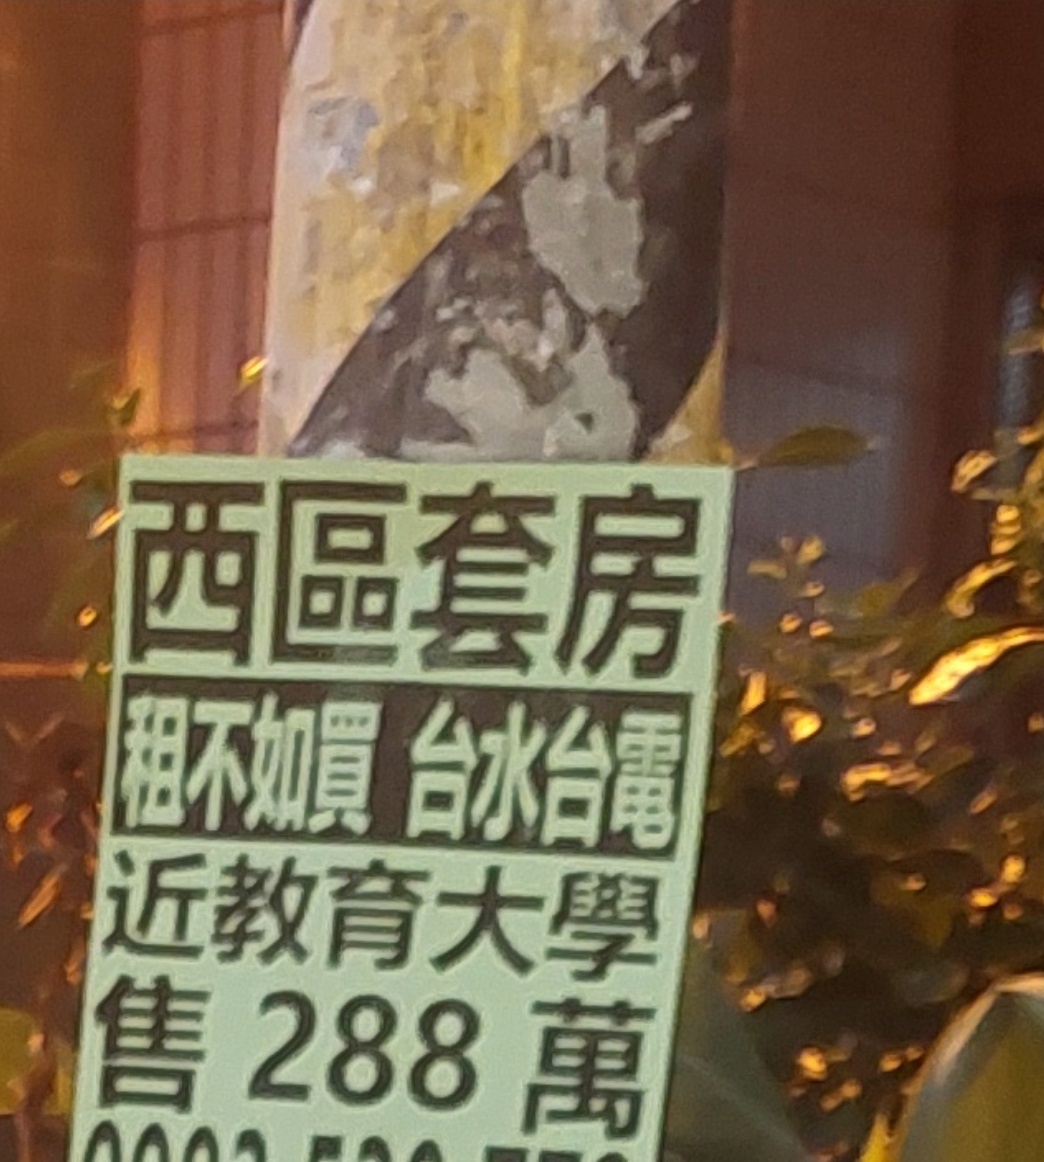 西區套房
租不如買 台水台電
近教育大學
售 288 萬